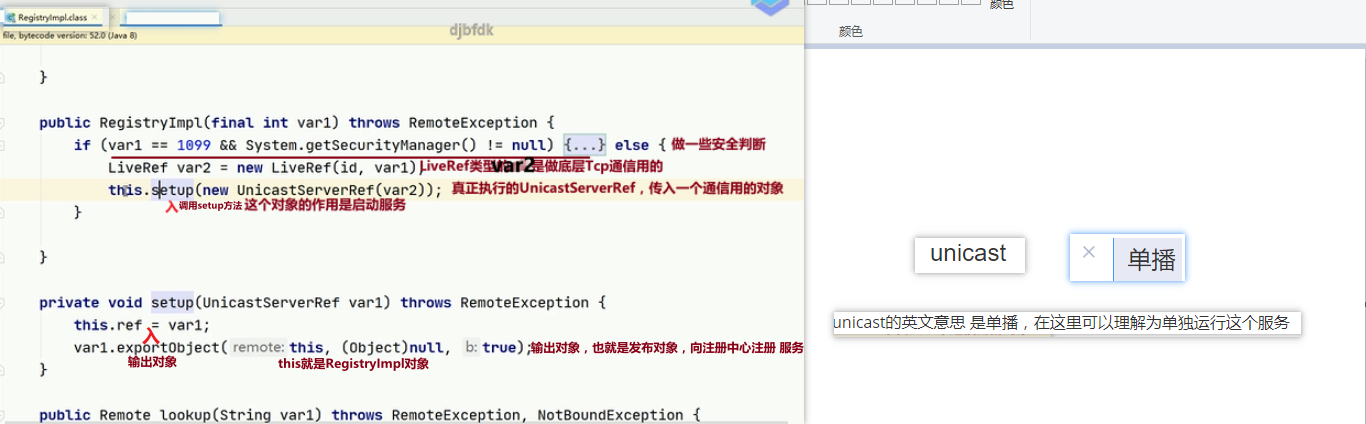 RegistryImpl.class
file, bytecode version: 52.0 (Java 8)
djbfdk
颜色
颜色
}
public RegistryImpl(final int var1) throws RemoteException {
if (var1 == 1099 && System.getSecurityManager() != null) {...} else { 做一些安全判断
LiveRef var2 = new LiveRef(id, var1) LiveRef类型的var2是做底层Tcp通信用的
this.setup(new UnicastServerRef(var2)); 真正执行的UnicastServerRef，传入一个通信用的对象
入 调用setup方法 这个对象的作用是启动服务
}
}
private void setup(UnicastServerRef var1) throws RemoteException {
this.ref = var1;
入
var1.exportObject( remote: this, (Object)null, b: true); 输出对象，也就是发布对象，向注册中心注册 服务
输出对象 this就是RegistryImpl对象
}
public Remote lookup(String var1) throws RemoteException, NotBoundException {
unicast
× 单播
unicast的英文意思 是单播，在这里可以理解为单独运行这个服务